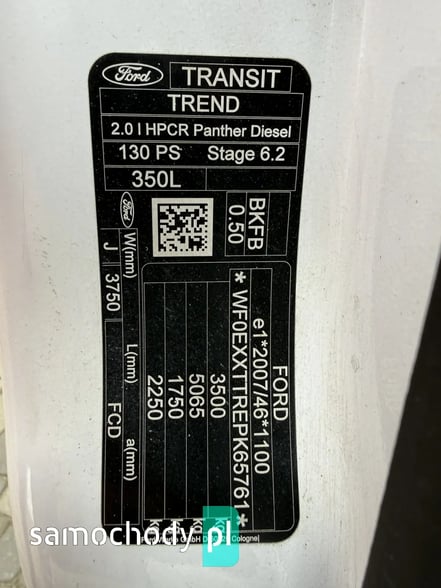 Ford
TRANSIT
TREND
2.0 l HPCR Panther Diesel
130 PS Stage 6.2
350L
Ford
BKFB
0.50
W(mm) L(mm) a(mm)
J 3750 FCD
FORD
e1*2007/46*1100
* WF0EXXTTREPK65761 *
3500
5065
1750
2250
samochody pl